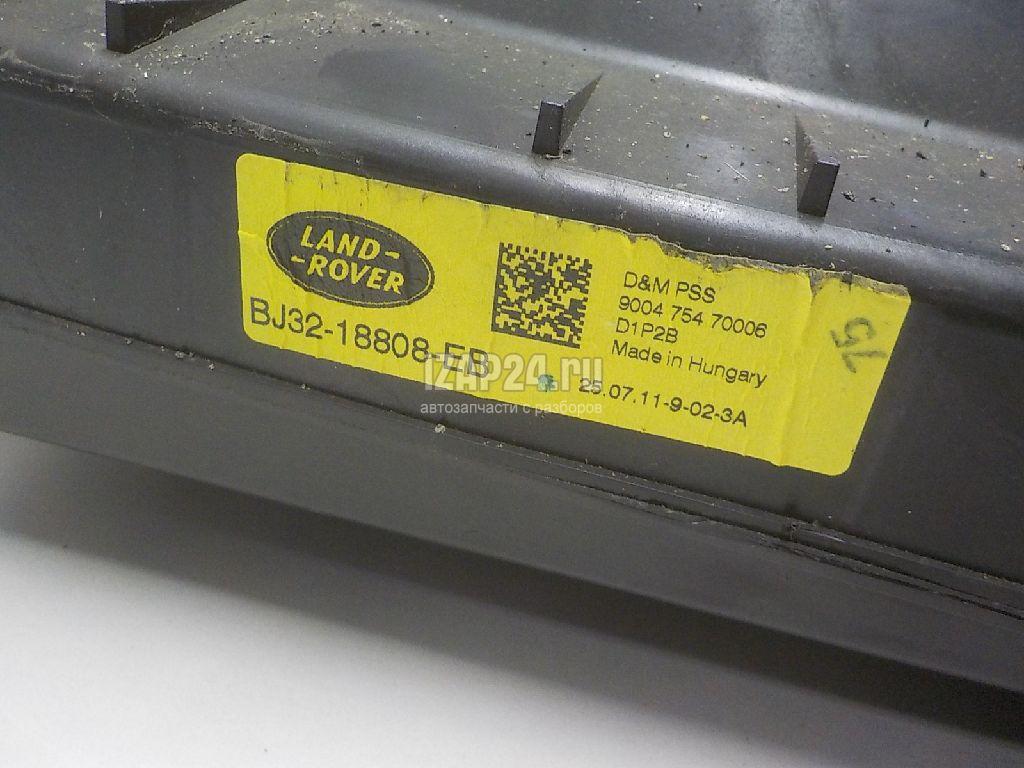 LAND-
-ROVER
BJ32-18808-EB
D&M PSS
9004 754 70006
D1P2B
Made in Hungary
25.07.11-9-02-3A
75
IZAP24.ru
автозапчасти с разборов